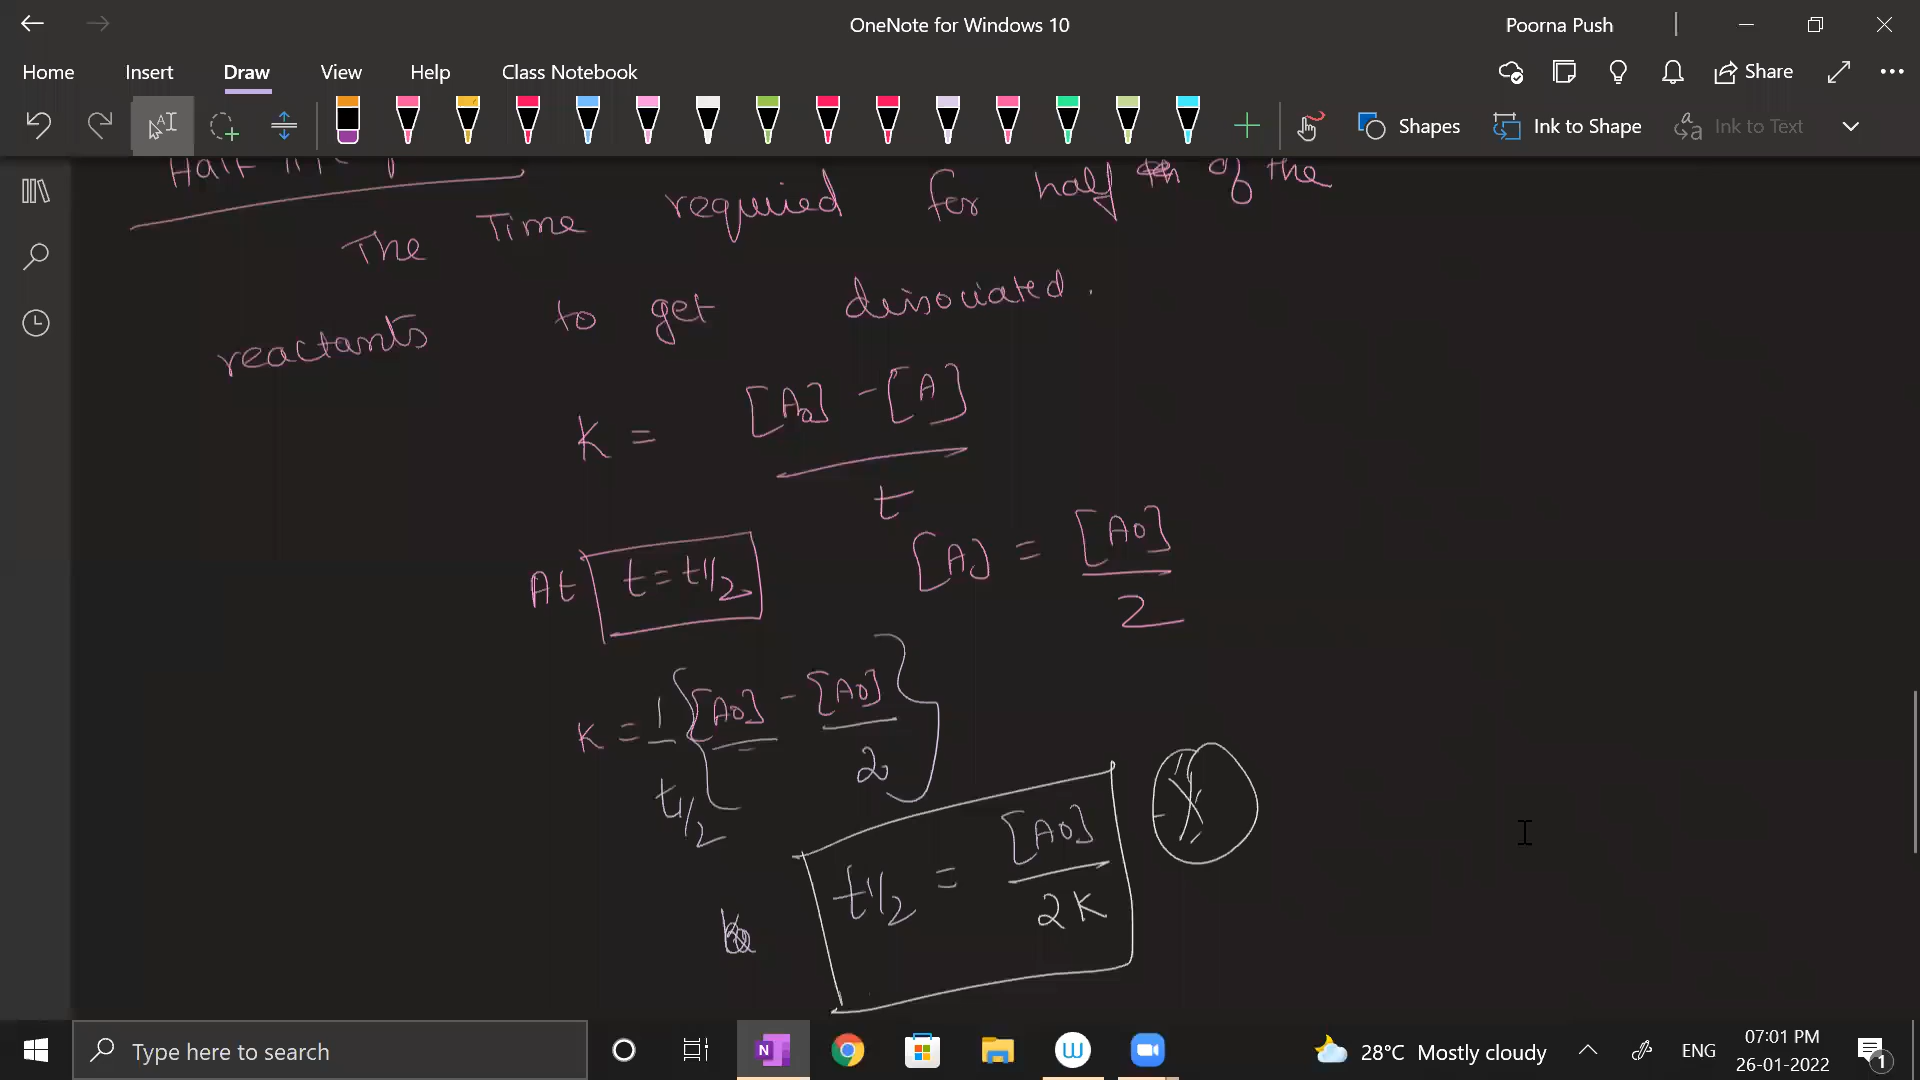 OneNote for Windows 10
Poorna Push
Home Insert Draw View Help Class Notebook
Share
Shapes Ink to Shape Ink to Text
Half
The Time required for half of the
reactants to get dissociated.
K = [A0] - [A]
t
At t = t1/2 [A] = [A0]
2
K = 1 { [A0] - [A0] }
t1/2 2
t1/2 = [A0]
2K
Type here to search
28°C Mostly cloudy
ENG
07:01 PM
26-01-2022
1